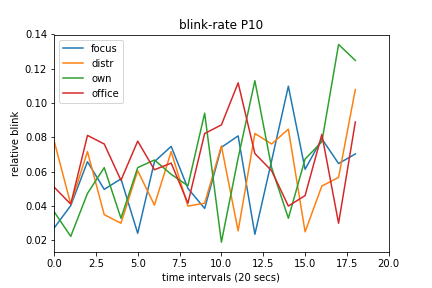 blink-rate P10
0.14
0.12
0.10
0.08
0.06
0.04
0.02
relative blink
focus
distr
own
office
0.0 2.5 5.0 7.5 10.0 12.5 15.0 17.5 20.0
time intervals (20 secs)